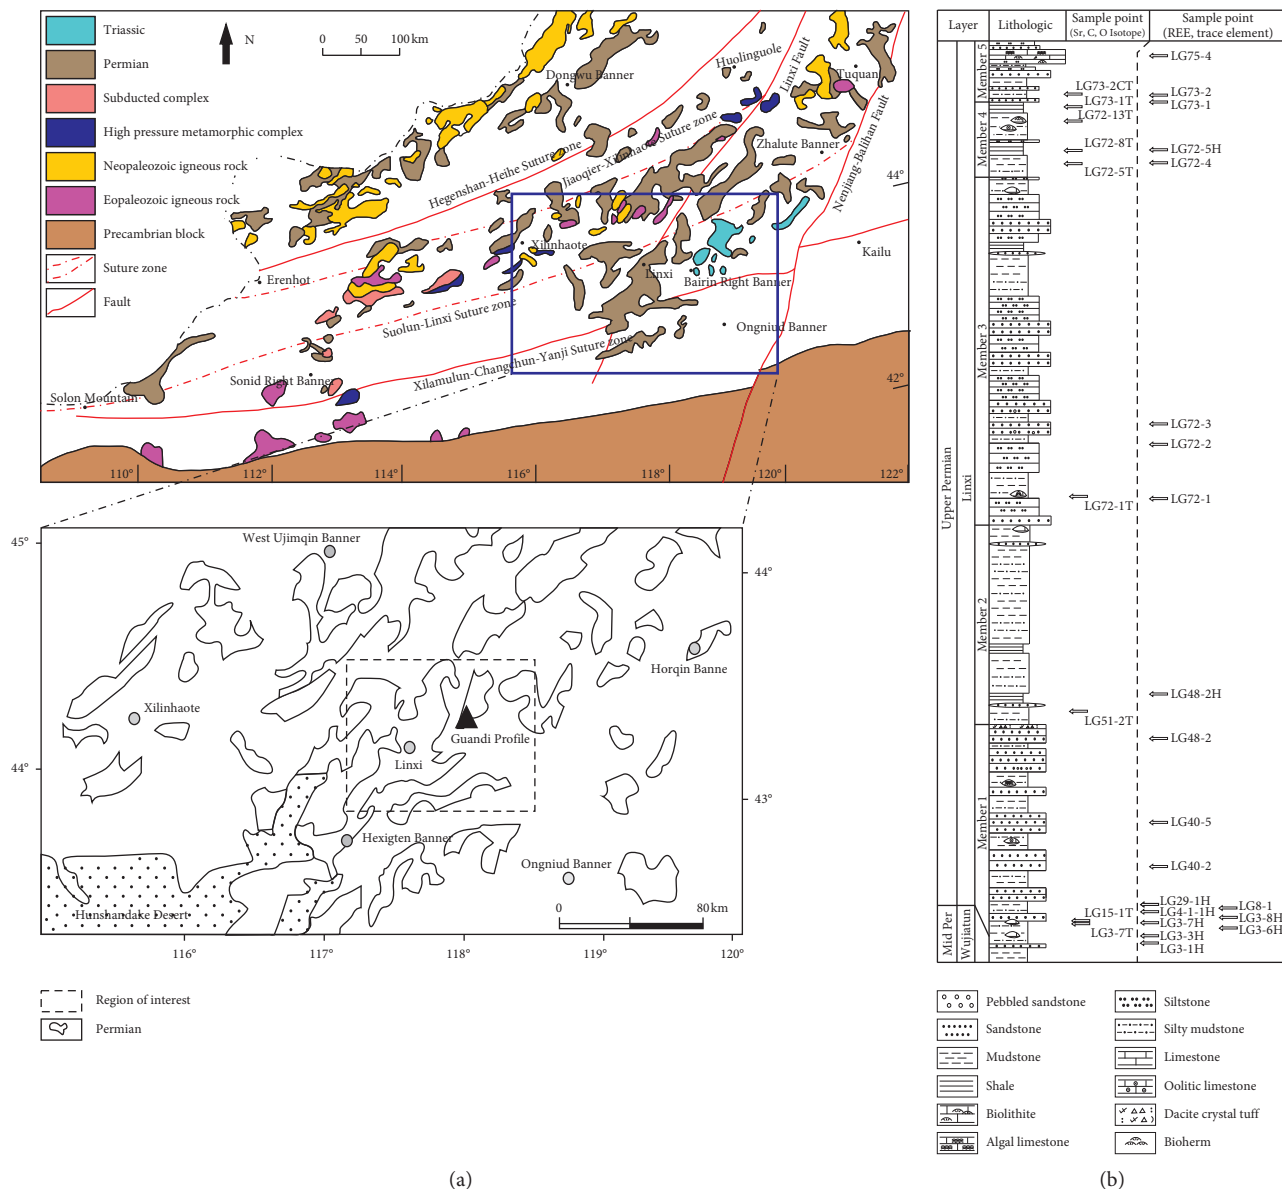 Triassic
Permian
Subducted complex
High pressure metamorphic complex
Neopaleozoic igneous rock
Eopaleozoic igneous rock
Precambrian block
Suture zone
Fault
N
0 50 100 km
Dongwu Banner
Huolinguole
Linxi Fault
Tuquan
Zhalute Banner
Nenjiang-Balihan Fault
Hegenshan-Heihe Suture zone
Jiaoqier-Xilinhaote Suture zone
44°
Kailu
Xilinhaote
Linxi
Bairin Right Banner
Erenhot
Suolun-Linxi Suture zone
Ongniud Banner
Xilamulun-Changchun-Yanji Suture zone
Sonid Right Banner
Solon Mountain
42°
110°
112°
114°
116°
118°
120°
122°
45°
West Ujimqin Banner
44°
Horqin Banne
Xilinhaote
Guandi Profile
Linxi
44°
43°
Hexigten Banner
Ongniud Banner
Hunshandake Desert
0 80 km
116°
117°
118°
119°
120°
Region of interest
Permian
(a)
Layer
Lithologic
Sample point
(Sr, C, O Isotope)
Sample point
(REE, trace element)
Upper Permian
Linxi
Mid Per
Wujiatun
Member 5
Member 4
Member 3
Member 2
Member 1
LG75-4
LG73-2CT
LG73-2
LG73-1T
LG73-1
LG72-13T
LG72-8T
LG72-5H
LG72-4
LG72-5T
LG72-3
LG72-2
LG72-1
LG72-1T
LG48-2H
LG51-2T
LG48-2
LG40-5
LG40-2
LG29-1H
LG8-1
LG15-1T
LG4-1-1H
LG3-8H
LG3-7H
LG3-6H
LG3-7T
LG3-3H
LG3-1H
Pebbled sandstone
Siltstone
Sandstone
Silty mudstone
Mudstone
Limestone
Shale
Oolitic limestone
Biolithite
Dacite crystal tuff
Algal limestone
Bioherm
(b)